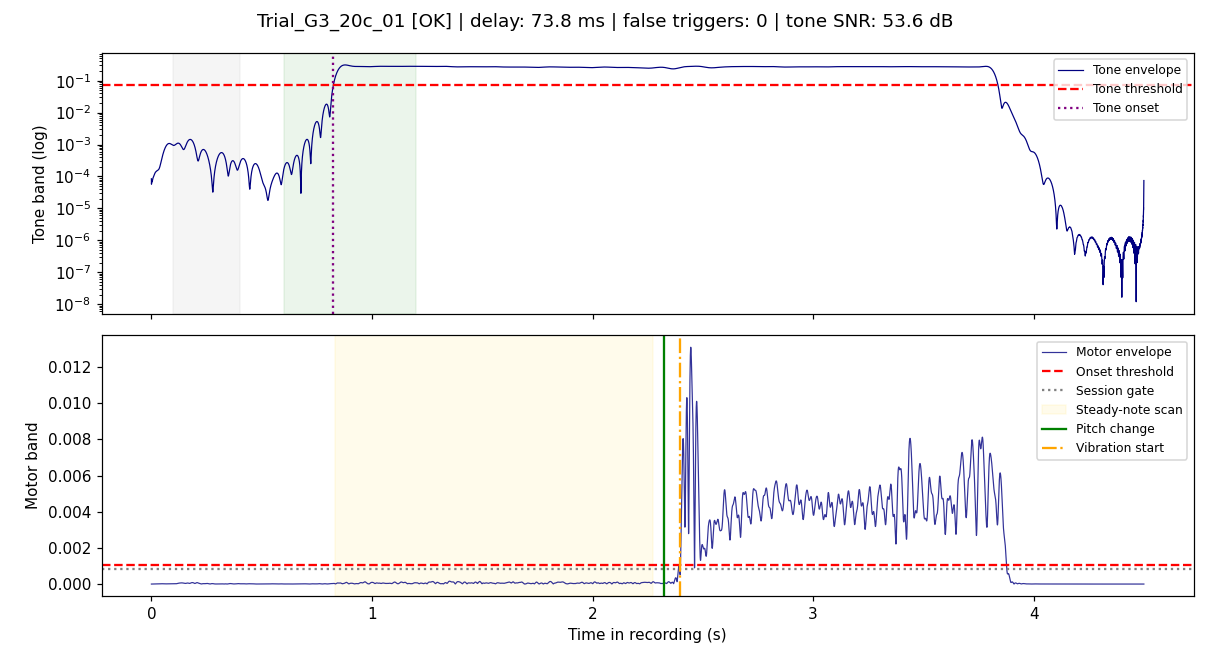 Trial_G3_20c_01 [OK] | delay: 73.8 ms | false triggers: 0 | tone SNR: 53.6 dB
Tone band (log)
10⁻¹
10⁻²
10⁻³
10⁻⁴
10⁻⁵
10⁻⁶
10⁻⁷
10⁻⁸
Tone envelope
Tone threshold
Tone onset
Motor band
0.012
0.010
0.008
0.006
0.004
0.002
0.000
Motor envelope
Onset threshold
Session gate
Steady-note scan
Pitch change
Vibration start
0 1 2 3 4
Time in recording (s)